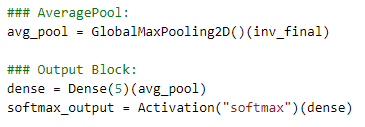 ### AveragePool:
avg_pool = GlobalMaxPooling2D()(inv_final)
### Output Block:
dense = Dense(5)(avg_pool)
softmax_output = Activation("softmax")(dense)